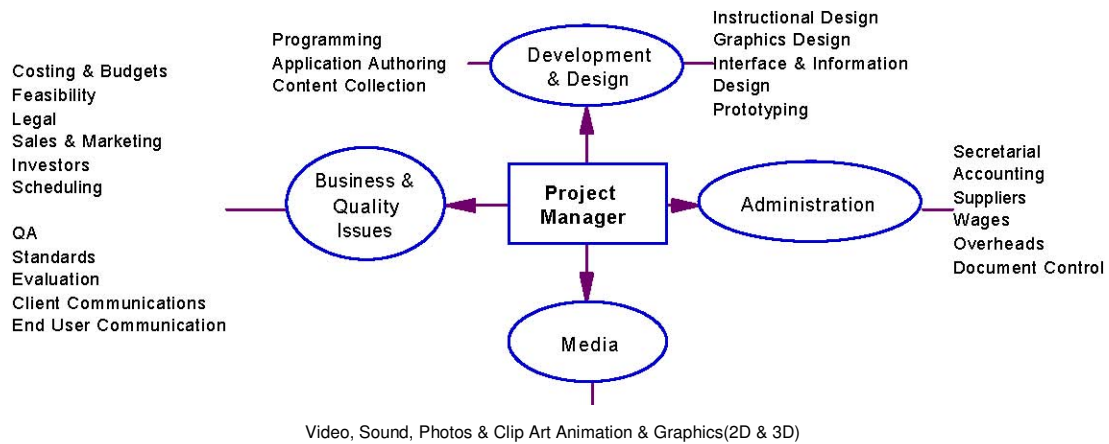 Programming
Application Authoring
Content Collection
Development
& Design
Instructional Design
Graphics Design
Interface & Information
Design
Prototyping
Costing & Budgets
Feasibility
Legal
Sales & Marketing
Investors
Scheduling
QA
Standards
Evaluation
Client Communications
End User Communication
Business &
Quality
Issues
Project
Manager
Administration
Secretarial
Accounting
Suppliers
Wages
Overheads
Document Control
Media
Video, Sound, Photos & Clip Art Animation & Graphics(2D & 3D)